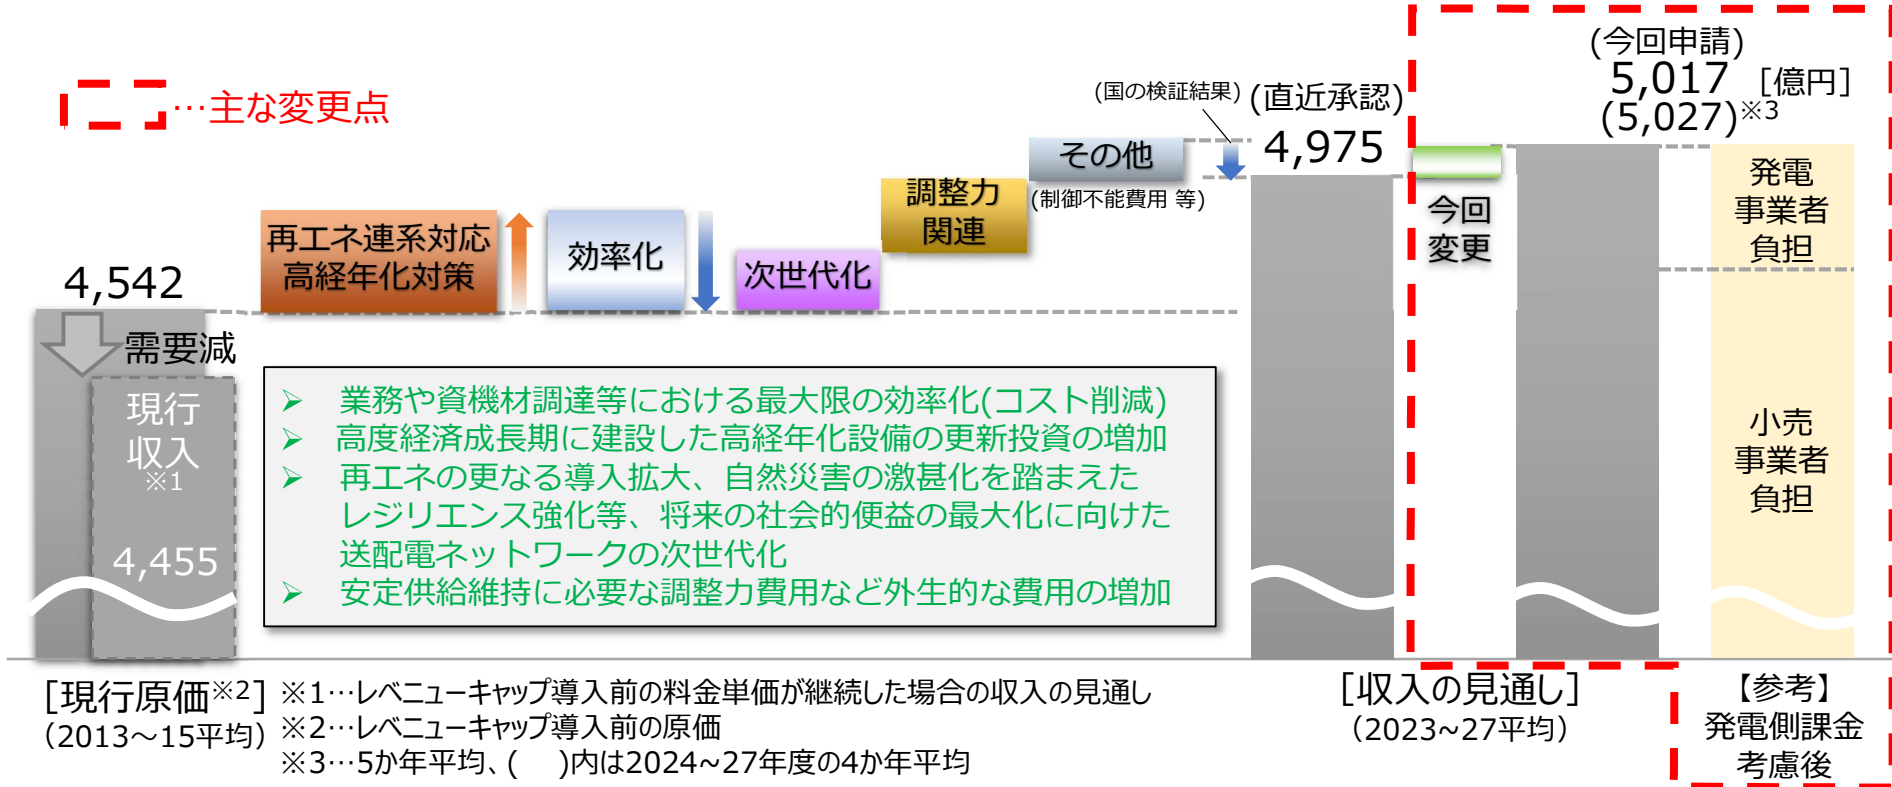 …主な変更点
(今回申請)
5,017 [億円]
(5,027)※3
(国の検証結果)
(直近承認)
4,975
その他
(制御不能費用 等)
調整力
関連
再エネ連系対応
高経年化対策
効率化
次世代化
今回
変更
発電
事業者
負担
4,542
需要減
現行
収入
※1
4,455
➢ 業務や資機材調達等における最大限の効率化(コスト削減)
➢ 高度経済成長期に建設した高経年化設備の更新投資の増加
➢ 再エネの更なる導入拡大、自然災害の激甚化を踏まえた
レジリエンス強化等、将来の社会的便益の最大化に向けた
送配電ネットワークの次世代化
➢ 安定供給維持に必要な調整力費用など外生的な費用の増加
小売
事業者
負担
[現行原価※2]
（2013～15平均）
※1…レベニューキャップ導入前の料金単価が継続した場合の収入の見通し
※2…レベニューキャップ導入前の原価
※3…5か年平均、( )内は2024~27年度の4か年平均
[収入の見通し]
（2023~27平均）
【参考】
発電側課金
考慮後